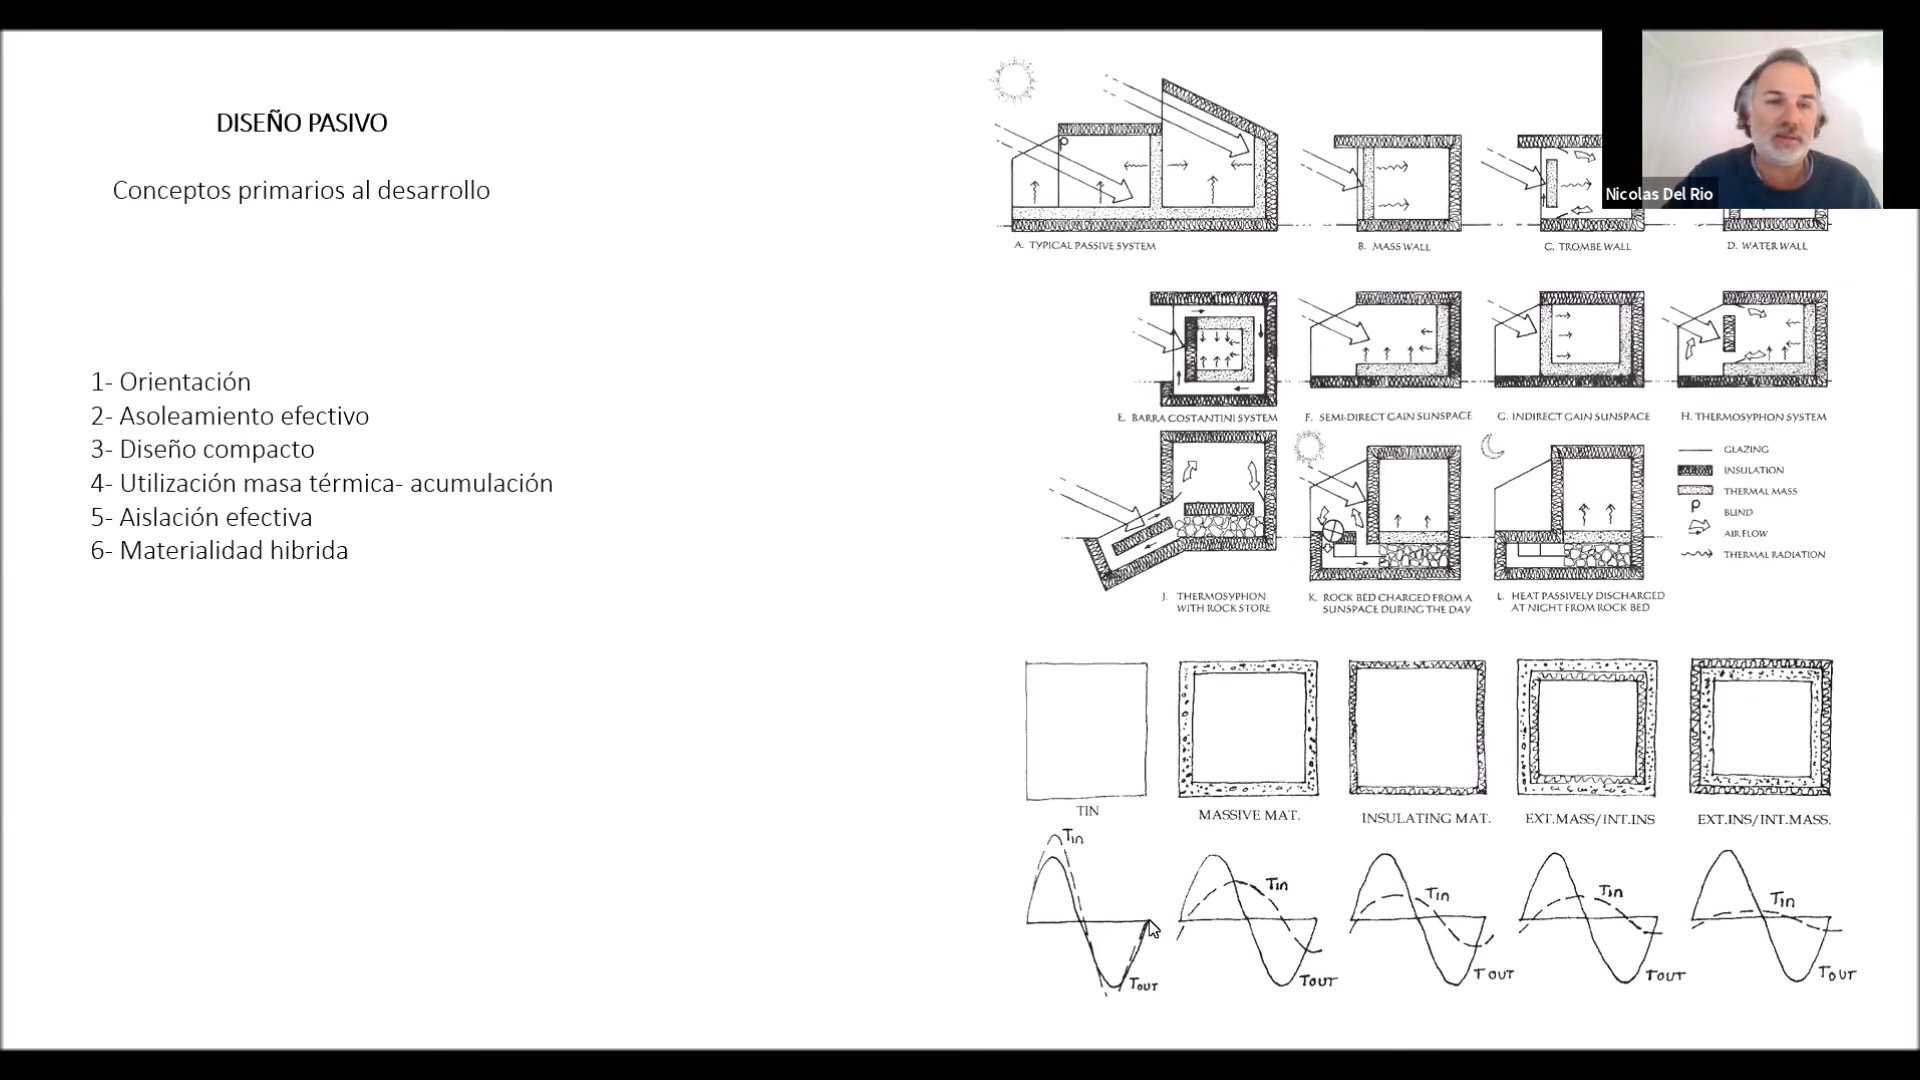 DISEÑO PASIVO
Conceptos primarios al desarrollo
1- Orientación
2- Asoleamiento efectivo
3- Diseño compacto
4- Utilización masa térmica- acumulación
5- Aislación efectiva
6- Materialidad hibrida
Nicolas Del Rio
A. TYPICAL PASSIVE SYSTEM
B. MASS WALL
C. TROMBE WALL
D. WATER WALL
E. BARRA COSTANTINI SYSTEM
F. SEMI-DIRECT GAIN SUNSPACE
G. INDIRECT GAIN SUNSPACE
H. THERMOSYPHON SYSTEM
GLAZING
INSULATION
THERMAL MASS
BLIND
AIR FLOW
THERMAL RADIATION
J. THERMOSYPHON
WITH ROCK STORE
K. ROCK BED CHARGED FROM A
SUNSPACE DURING THE DAY
L. HEAT PASSIVELY DISCHARGED
AT NIGHT FROM ROCK BED
TIN
MASSIVE MAT.
INSULATING MAT.
EXT.MASS/INT.INS
EXT.INS/INT.MASS.
Tin
Tin
Tin
Tin
Tin
TOUT
TOUT
TOUT
TOUT
TOUT